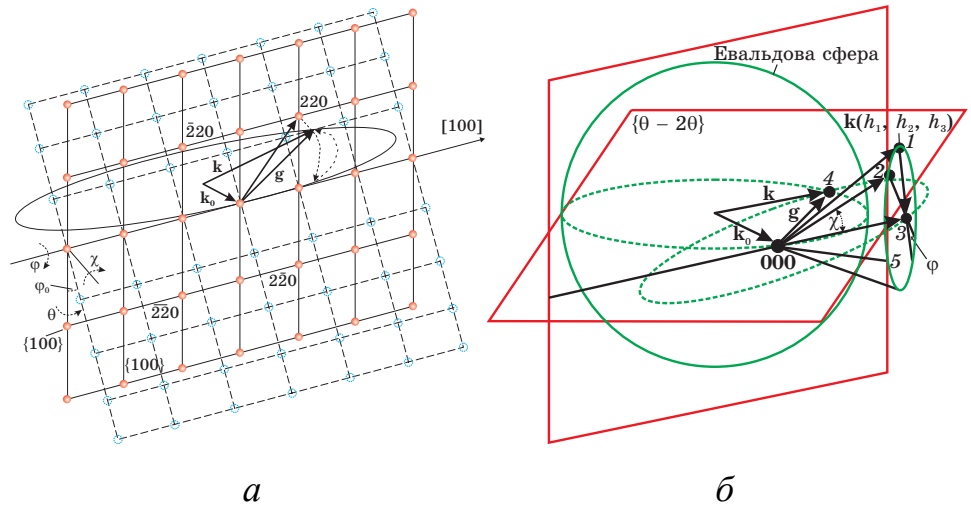 220
2̄20
[100]
k
g
k₀
φ
χ
φ₀
θ
2̄2̄0
22̄0
{100}
{100}
а
Евальдова сфера
{θ – 2θ}
k(h₁, h₂, h₃)
1
2
4
k
g
χ
k₀
3
000
5
φ
б